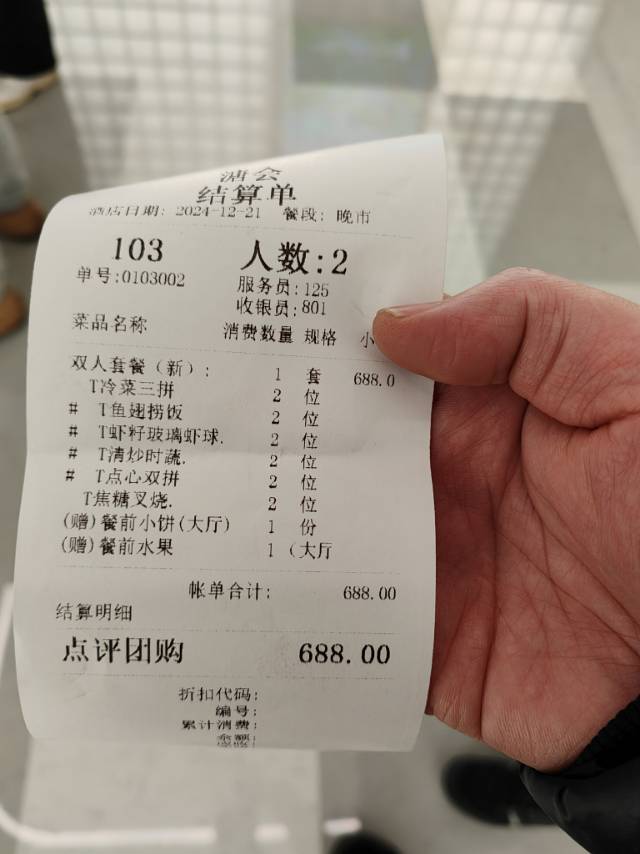 会
结算单
酒店日期: 2024-12-21 餐段: 晚市
103 人数:2
单号:0103002 服务员:125
收银员:801
菜品名称 消费数量 规格 小
双人套餐（新）: 1 套 688.0
T冷菜三拼 2 位
# T鱼翅捞饭 2 位
# T虾籽玻璃虾球. 2 位
# T清炒时蔬. 2 位
# T点心双拼 2 位
T焦糖叉烧. 2 位
(赠)餐前小饼(大厅) 1 份
(赠)餐前水果 1 (大厅
帐单合计: 688.00
结算明细
点评团购 688.00
折扣代码:
编号:
累计消费:
余额: